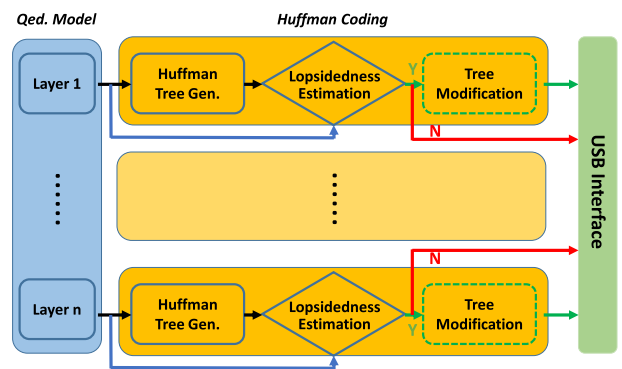 Qed. Model
Huffman Coding
Layer 1
Huffman
Tree Gen.
Lopsidedness
Estimation
Y
N
Tree
Modification
USB Interface
Layer n
Huffman
Tree Gen.
Lopsidedness
Estimation
N
Y
Tree
Modification